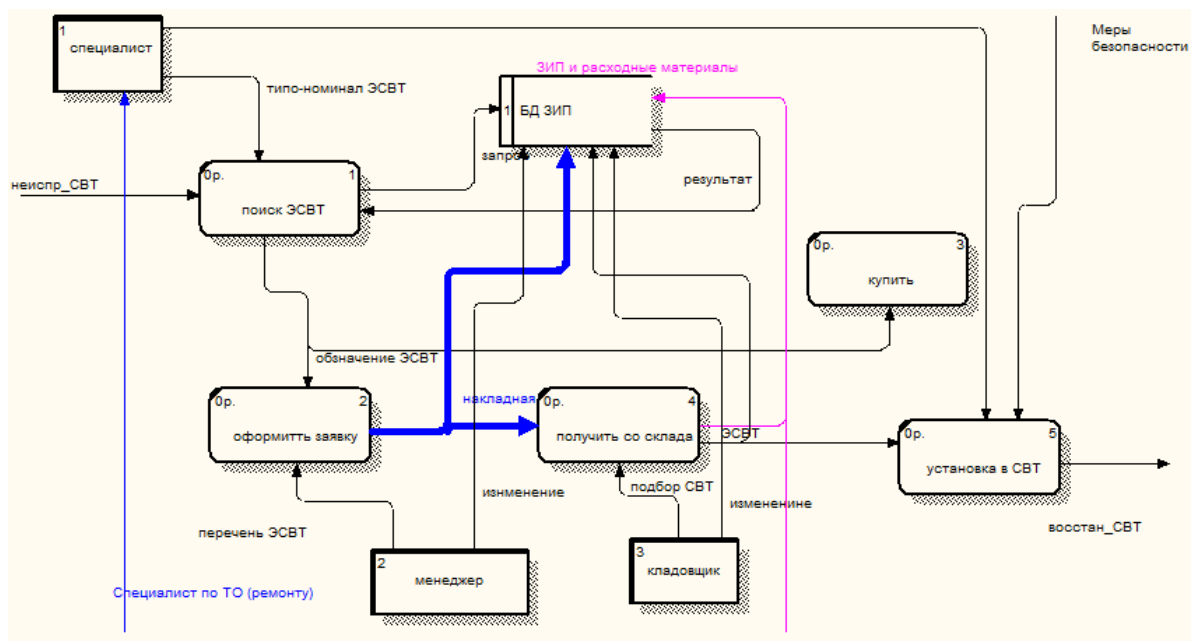 1
специалист
Меры
безопасности
ЗИП и расходные материалы
типо-номинал ЭСВТ
1
БД ЗИП
запрос
неиспр_СВТ
0р.
1
поиск ЭСВТ
результат
0р.
3
купить
обзначение ЭСВТ
0р.
2
оформитть заявку
накладная
0р.
4
получить со склада
ЭСВТ
0р.
5
установка в СВТ
изнменение
подбор СВТ
измененине
восстан_СВТ
перечень ЭСВТ
2
менеджер
3
кладовщик
Специалист по ТО (ремонту)